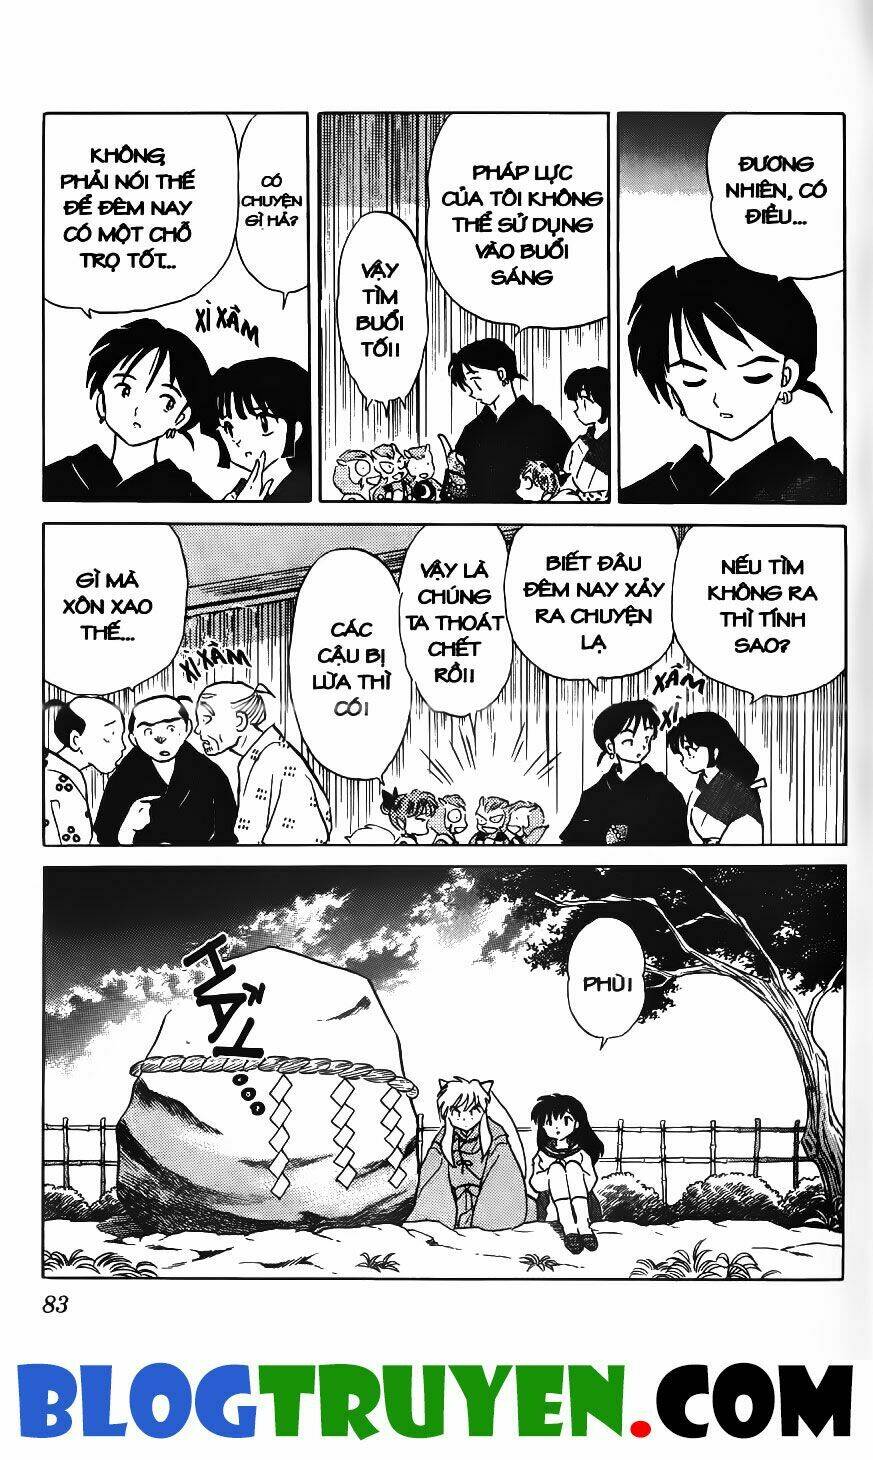 ĐƯƠNG
NHIÊN, CÓ
ĐIỀU...
PHÁP LỰC
CỦA TÔI KHÔNG
THỂ SỬ DỤNG
VÀO BUỔI
SÁNG
VẬY
TÌM
BUỔI
TỐI!
CÓ
CHUYỆN
GÌ HẢ?
KHÔNG,
PHẢI NÓI THẾ
ĐỂ ĐÊM NAY
CÓ MỘT CHỖ
TRỌ TỐT...
XÌ XẦM
NẾU TÌM
KHÔNG RA
THÌ TÍNH
SAO?
XẦM
XÌ
BIẾT ĐÂU
ĐÊM NAY XẢY
RA CHUYỆN
LẠ
VẬY LÀ
CHÚNG
TA THOÁT
CHẾT
RỒI!
CÁC
CẬU BỊ
LỪA THÌ
CÓ!
GÌ MÀ
XÔN XAO
THẾ...
XÌ XẦM
PHÙ!
83
BLOGTRUYEN.COM